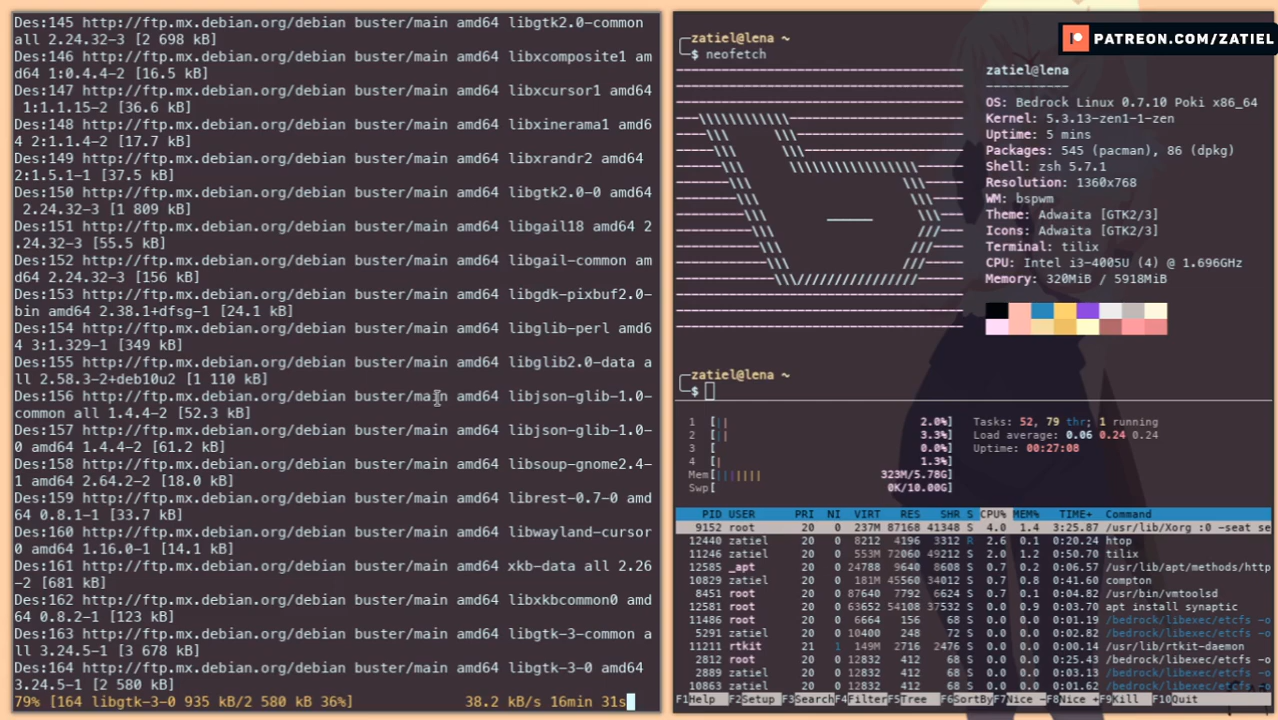 Des:145 http://ftp.mx.debian.org/debian buster/main amd64 libgtk2.0-common
all 2.24.32-3 [2 698 kB]
Des:146 http://ftp.mx.debian.org/debian buster/main amd64 libxcomposite1 am
d64 1:0.4.4-2 [16.5 kB]
Des:147 http://ftp.mx.debian.org/debian buster/main amd64 libxcursor1 amd64
1:1.1.15-2 [36.6 kB]
Des:148 http://ftp.mx.debian.org/debian buster/main amd64 libxinerama1 amd6
4 2:1.1.4-2 [17.7 kB]
Des:149 http://ftp.mx.debian.org/debian buster/main amd64 libxrandr2 amd64
2:1.5.1-1 [37.5 kB]
Des:150 http://ftp.mx.debian.org/debian buster/main amd64 libgtk2.0-0 amd64
2.24.32-3 [1 809 kB]
Des:151 http://ftp.mx.debian.org/debian buster/main amd64 libgail18 amd64 2
.24.32-3 [55.5 kB]
Des:152 http://ftp.mx.debian.org/debian buster/main amd64 libgail-common am
d64 2.24.32-3 [156 kB]
Des:153 http://ftp.mx.debian.org/debian buster/main amd64 libgdk-pixbuf2.0-
bin amd64 2.38.1+dfsg-1 [24.1 kB]
Des:154 http://ftp.mx.debian.org/debian buster/main amd64 libglib-perl amd6
4 3:1.329-1 [349 kB]
Des:155 http://ftp.mx.debian.org/debian buster/main amd64 libglib2.0-data a
ll 2.58.3-2+deb10u2 [1 110 kB]
Des:156 http://ftp.mx.debian.org/debian buster/main amd64 libjson-glib-1.0-
common all 1.4.4-2 [52.3 kB]
Des:157 http://ftp.mx.debian.org/debian buster/main amd64 libjson-glib-1.0-
0 amd64 1.4.4-2 [61.2 kB]
Des:158 http://ftp.mx.debian.org/debian buster/main amd64 libsoup-gnome2.4-
1 amd64 2.64.2-2 [18.0 kB]
Des:159 http://ftp.mx.debian.org/debian buster/main amd64 librest-0.7-0 amd
64 0.8.1-1 [33.7 kB]
Des:160 http://ftp.mx.debian.org/debian buster/main amd64 libwayland-cursor
0 amd64 1.16.0-1 [14.1 kB]
Des:161 http://ftp.mx.debian.org/debian buster/main amd64 xkb-data all 2.26
-2 [681 kB]
Des:162 http://ftp.mx.debian.org/debian buster/main amd64 libxkbcommon0 amd
64 0.8.2-1 [123 kB]
Des:163 http://ftp.mx.debian.org/debian buster/main amd64 libgtk-3-common a
ll 3.24.5-1 [3 678 kB]
Des:164 http://ftp.mx.debian.org/debian buster/main amd64 libgtk-3-0 amd64
3.24.5-1 [2 580 kB]
79% [164 libgtk-3-0 935 kB/2 580 kB 36%] 38.2 kB/s 16min 31s
PATREON.COM/ZATIEL
zatiel@lena ~
$ neofetch
zatiel@lena
-----------
OS: Bedrock Linux 0.7.10 Poki x86_64
Kernel: 5.3.13-zen1-1-zen
Uptime: 5 mins
Packages: 545 (pacman), 86 (dpkg)
Shell: zsh 5.7.1
Resolution: 1360x768
WM: bspwm
Theme: Adwaita [GTK2/3]
Icons: Adwaita [GTK2/3]
Terminal: tilix
CPU: Intel i3-4005U (4) @ 1.696GHz
Memory: 320MiB / 5918MiB
zatiel@lena ~
$
1 [|| 2.0%] Tasks: 52, 79 thr; 1 running
2 [|| 3.3%] Load average: 0.06 0.24 0.24
3 [ 0.0%] Uptime: 00:27:08
4 [| 1.3%]
Mem[||||||| 323M/5.78G]
Swp[ 0K/10.00G]
PID USER PRI NI VIRT RES SHR S CPU% MEM% TIME+ Command
9152 root 20 0 237M 87168 41348 S 4.0 1.4 3:25.87 /usr/lib/Xorg :0 -seat se
12440 zatiel 20 0 8212 4196 3312 R 2.6 0.1 0:20.24 htop
11246 zatiel 20 0 553M 72060 49212 S 2.0 1.2 0:50.70 tilix
12585 _apt 20 0 24788 9640 8608 S 0.7 0.2 0:06.57 /usr/lib/apt/methods/http
10829 zatiel 20 0 181M 45560 34012 S 0.7 0.8 0:41.60 compton
8451 root 20 0 87640 7792 6624 S 0.7 0.1 0:04.82 /usr/bin/vmtoolsd
12581 root 20 0 63652 54108 37532 S 0.0 0.9 0:03.70 apt install synaptic
11486 root 20 0 6664 156 68 S 0.0 0.0 0:01.19 /bedrock/libexec/etcfs -o
5291 zatiel 20 0 10400 248 72 S 0.0 0.0 0:02.82 /bedrock/libexec/etcfs -o
11211 rtkit 21 1 149M 2716 2476 S 0.0 0.0 0:00.14 /usr/lib/rtkit-daemon
2812 root 20 0 12832 412 68 S 0.0 0.0 0:25.43 /bedrock/libexec/etcfs -o
2889 zatiel 20 0 12832 412 68 S 0.0 0.0 0:03.13 /bedrock/libexec/etcfs -o
10863 zatiel 20 0 12832 412 68 S 0.0 0.0 0:01.62 /bedrock/libexec/etcfs -o
F1Help F2Setup F3Search F4Filter F5Tree F6SortBy F7Nice - F8Nice + F9Kill F10Quit